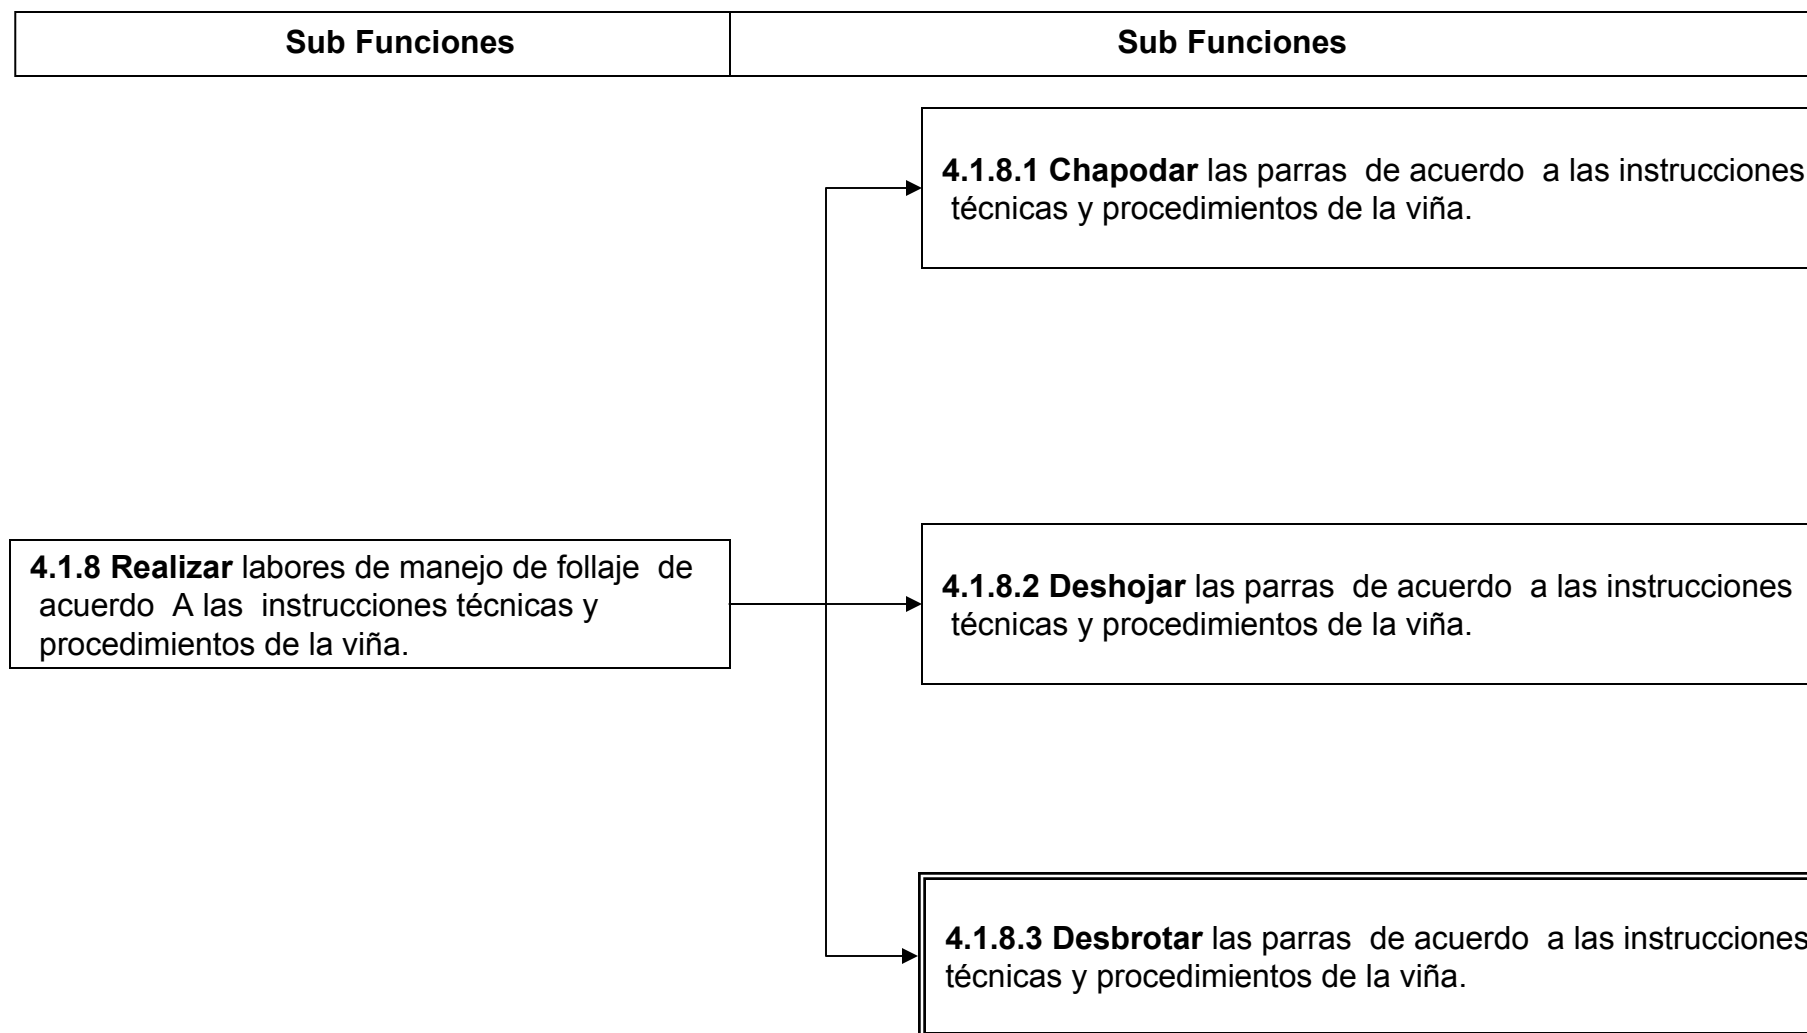 Sub Funciones
Sub Funciones
4.1.8.1 Chapodar las parras de acuerdo a las instrucciones
técnicas y procedimientos de la viña.
4.1.8 Realizar labores de manejo de follaje de
acuerdo A las instrucciones técnicas y
procedimientos de la viña.
4.1.8.2 Deshojar las parras de acuerdo a las instrucciones
técnicas y procedimientos de la viña.
4.1.8.3 Desbrotar las parras de acuerdo a las instrucciones
técnicas y procedimientos de la viña.